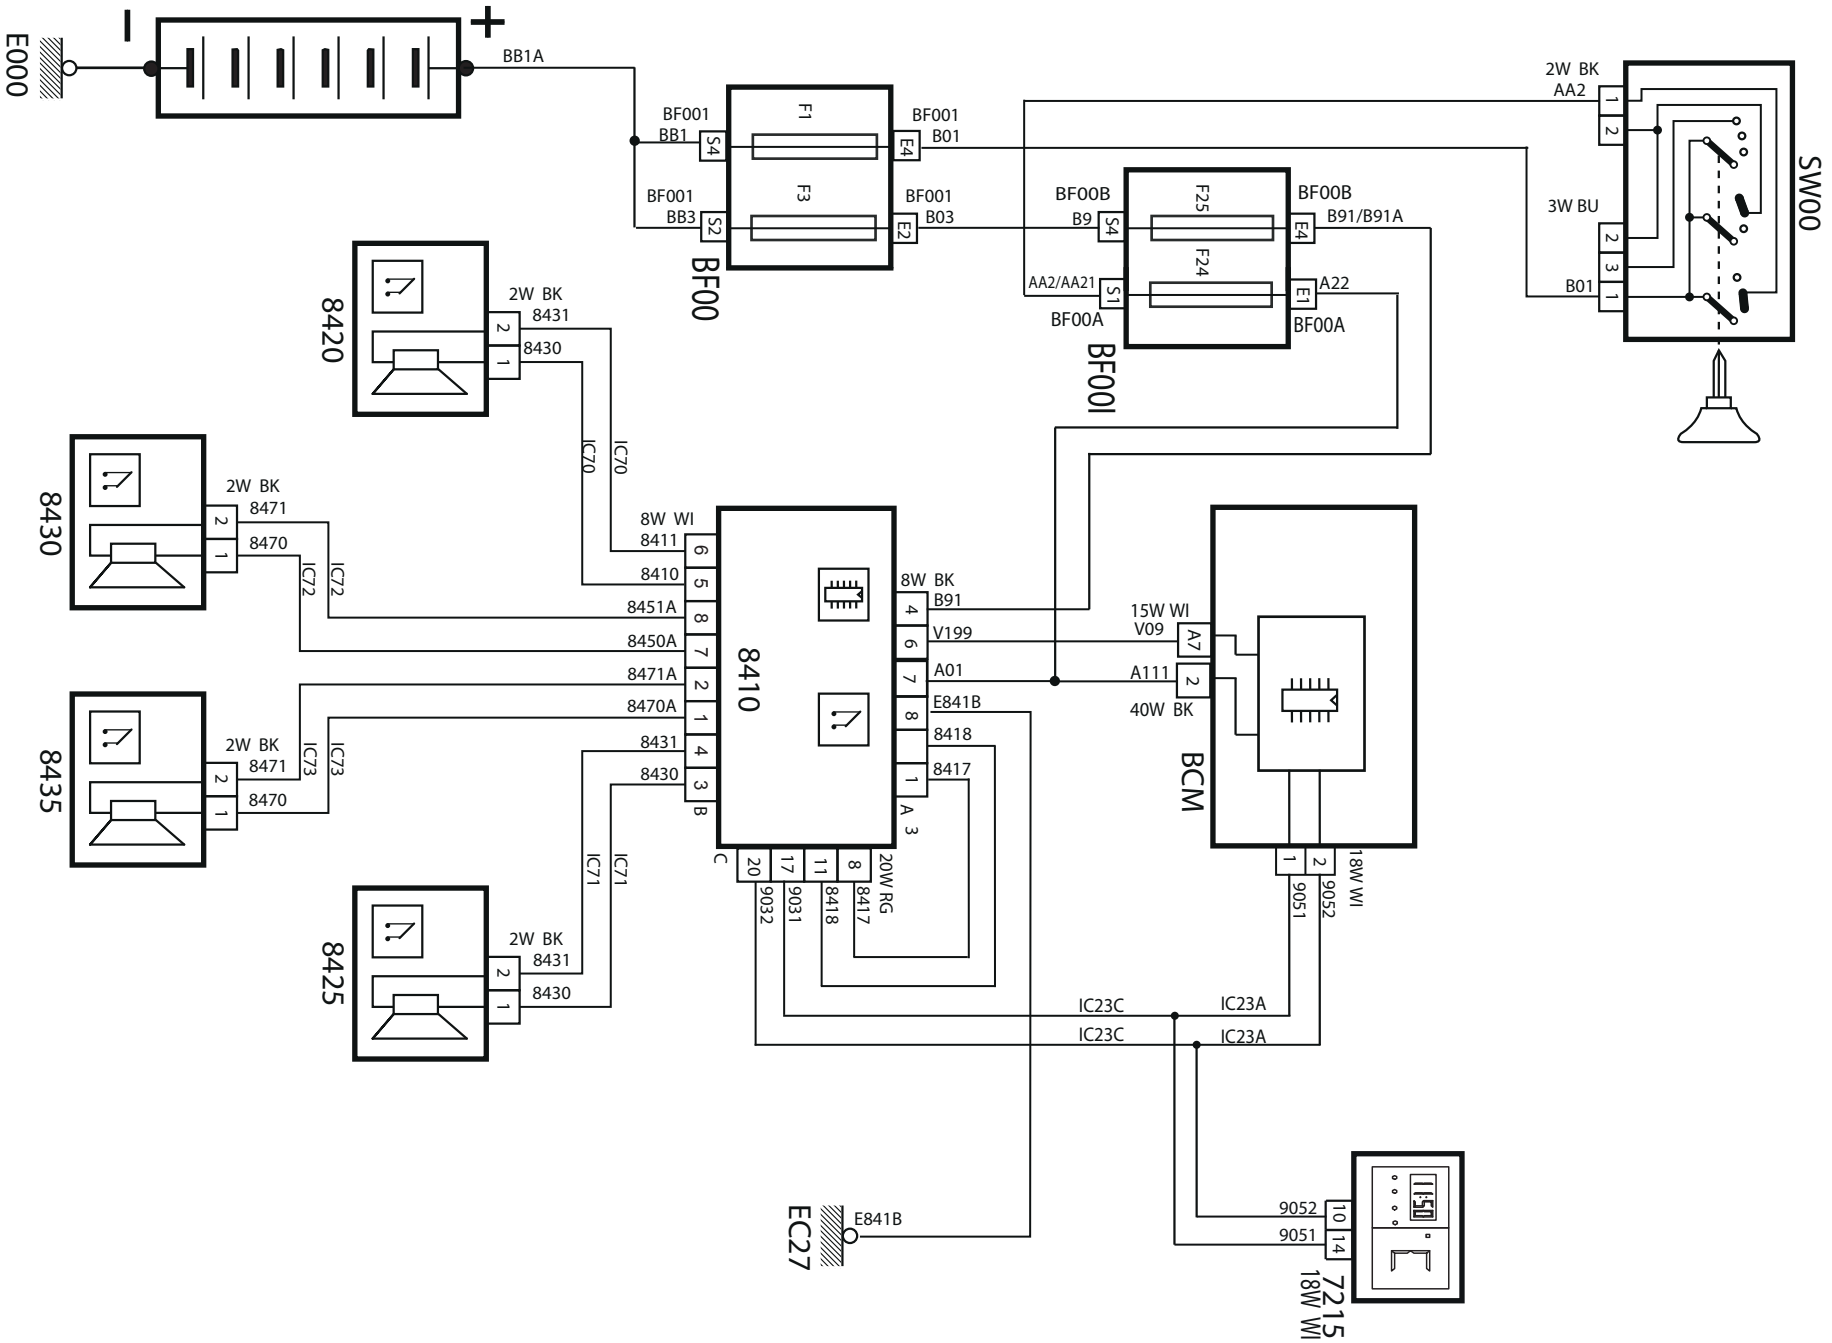 E000
–
+
BB1A
BF001
BB1
S4
F1
E4
BF001
B01
BF001
BB3
S2
F3
E2
BF001
B03
BF00
BF00B
B9
S4
F25
E4
BF00B
B91/B91A
AA2/AA21
S1
F24
E1
A22
BF00A
BF00A
BF00I
2W BK
AA2
1
2
3W BU
2
3
B01
1
SW00
8420
2W BK
8431
2
8430
1
IC70
IC70
8430
2W BK
8471
2
8470
1
IC72
IC72
8435
2W BK
8471
2
8470
1
IC73
IC73
8425
2W BK
8431
2
8430
1
IC71
IC71
8W WI
8411
6
8410
5
8451A
8
8450A
7
8471A
2
8470A
1
8431
4
8430
3
B
8410
8W BK
4
B91
6
V199
7
A01
8
E841B
8418
1
8417
A
3
C
20
17
11
8
20W RG
9032
9031
8418
8417
15W WI
V09
A7
A111
2
40W BK
BCM
1
2
18W WI
9051
9052
IC23C
IC23A
IC23C
IC23A
9052
10
9051
14
11:50
7215
18W WI
EC27
E841B